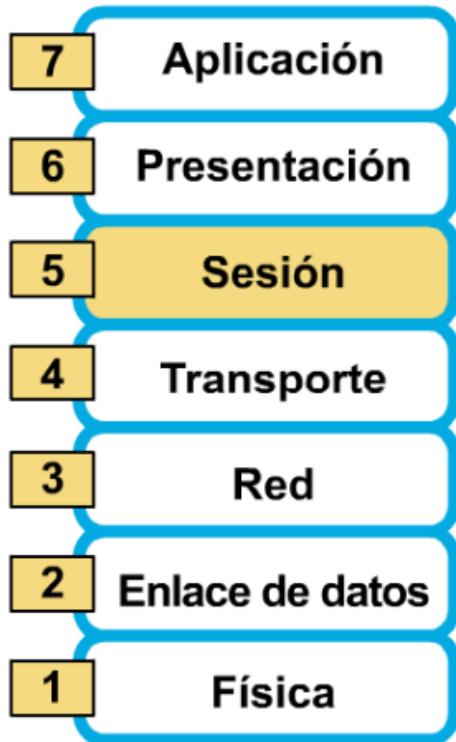 7 Aplicación
6 Presentación
5 Sesión
4 Transporte
3 Red
2 Enlace de datos
1 Física